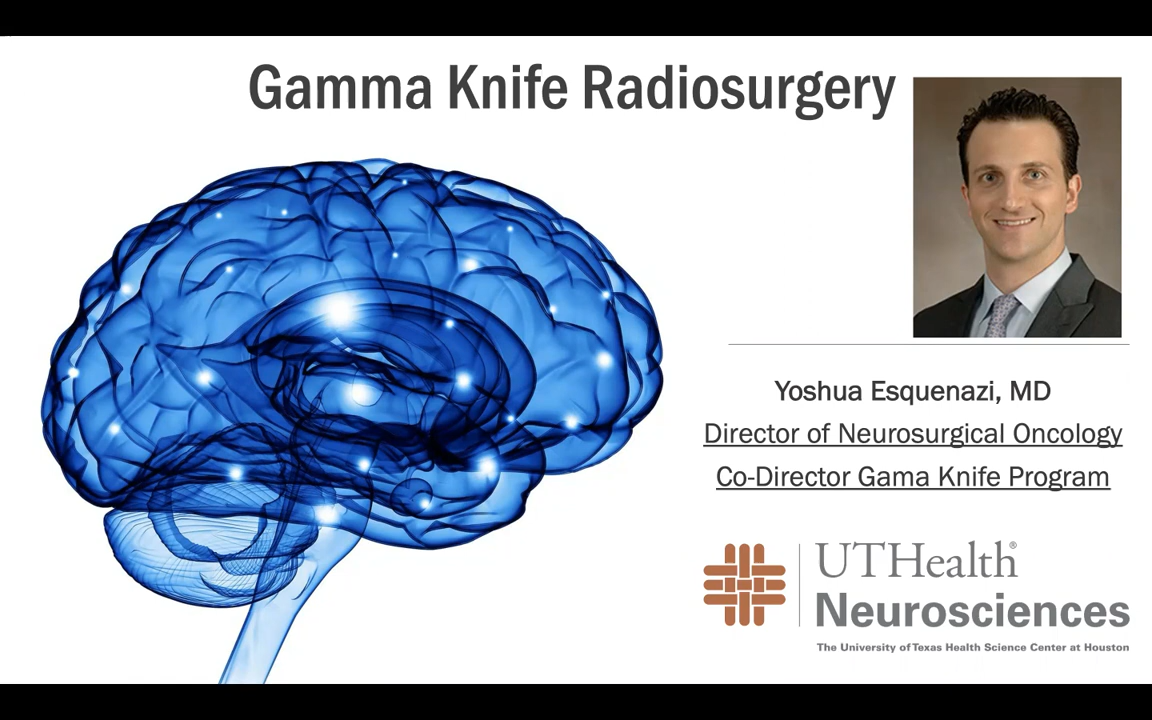 Gamma Knife Radiosurgery
Yoshua Esquenazi, MD
Director of Neurosurgical Oncology
Co-Director Gama Knife Program
UTHealth®
Neurosciences
The University of Texas Health Science Center at Houston